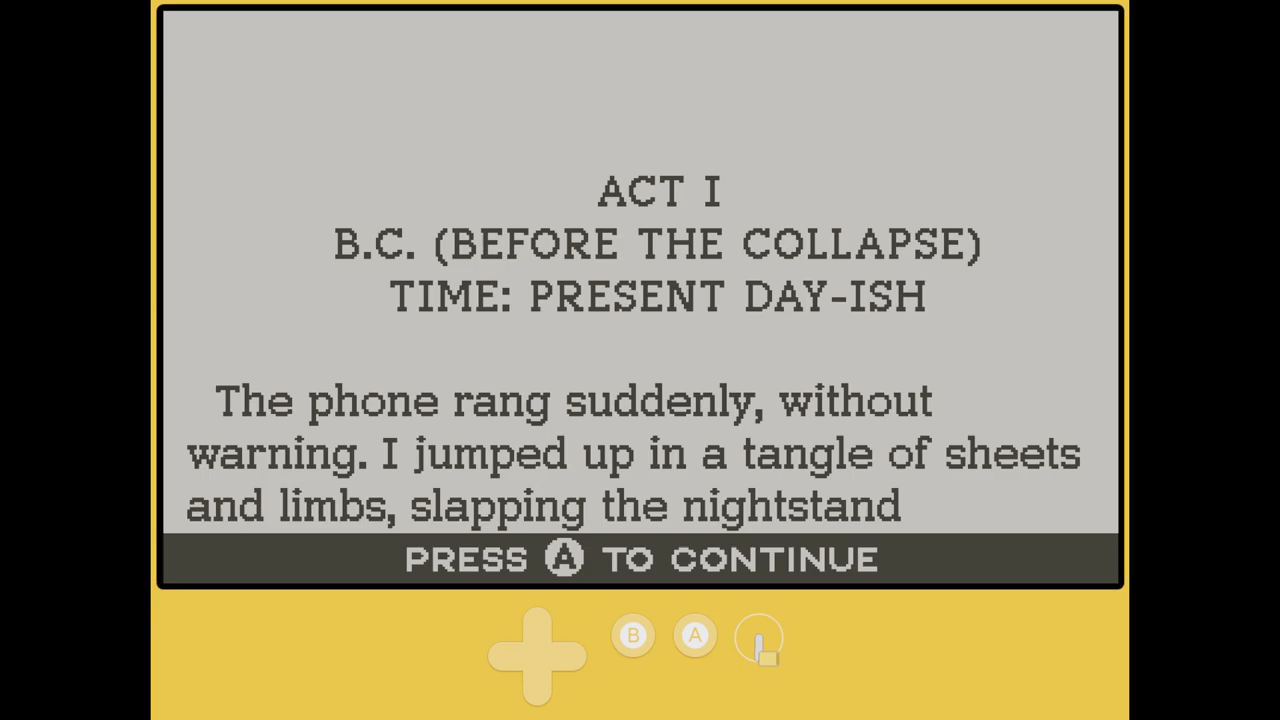 ACT I
B.C. (BEFORE THE COLLAPSE)
TIME: PRESENT DAY-ISH
The phone rang suddenly, without
warning. I jumped up in a tangle of sheets
and limbs, slapping the nightstand
PRESS A TO CONTINUE
B A